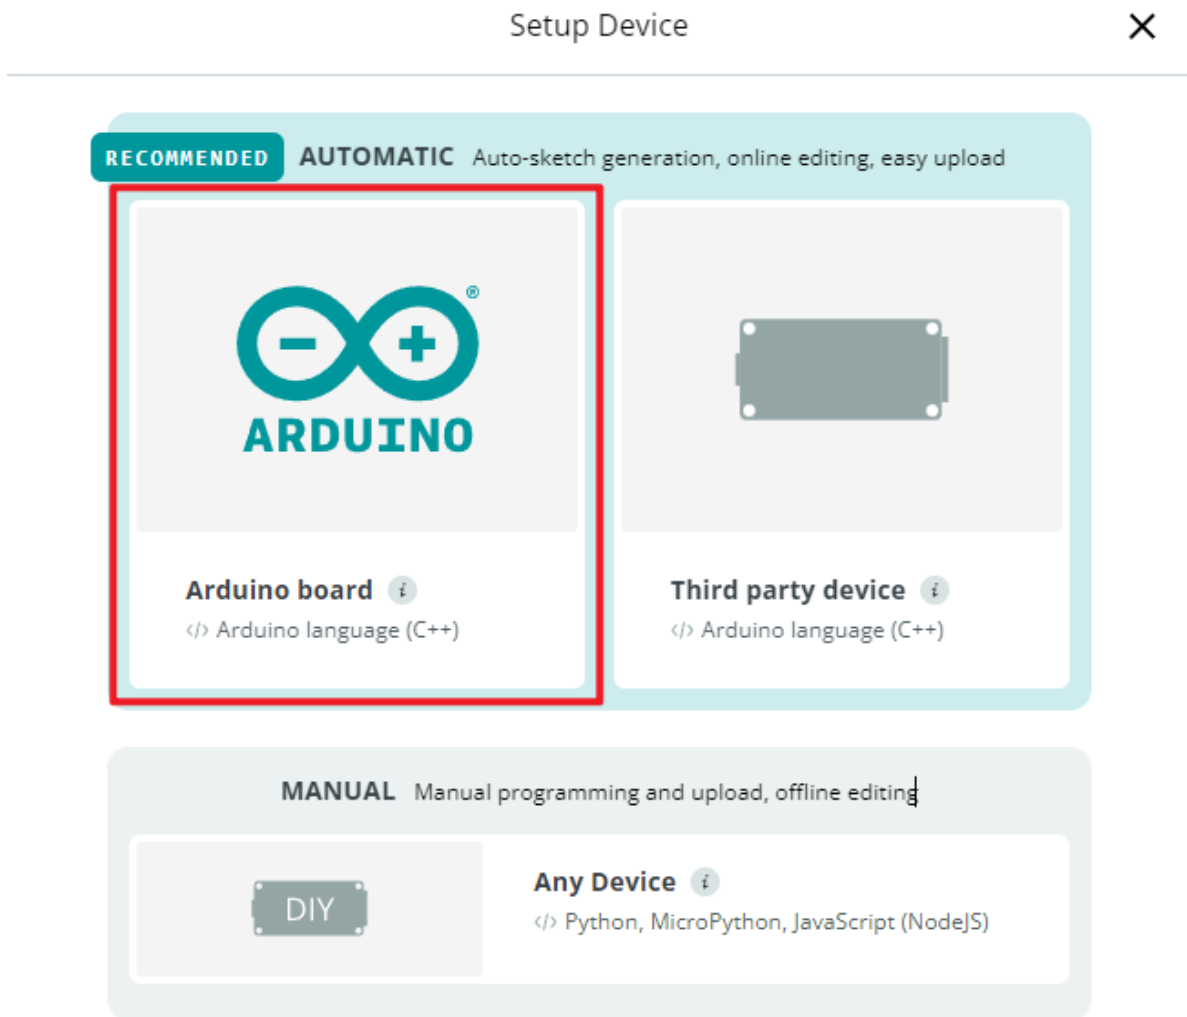 Setup Device
RECOMMENDED AUTOMATIC Auto-sketch generation, online editing, easy upload
ARDUINO®
Arduino board i
</> Arduino language (C++)
Third party device i
</> Arduino language (C++)
MANUAL Manual programming and upload, offline editing
DIY
Any Device i
</> Python, MicroPython, JavaScript (NodeJS)